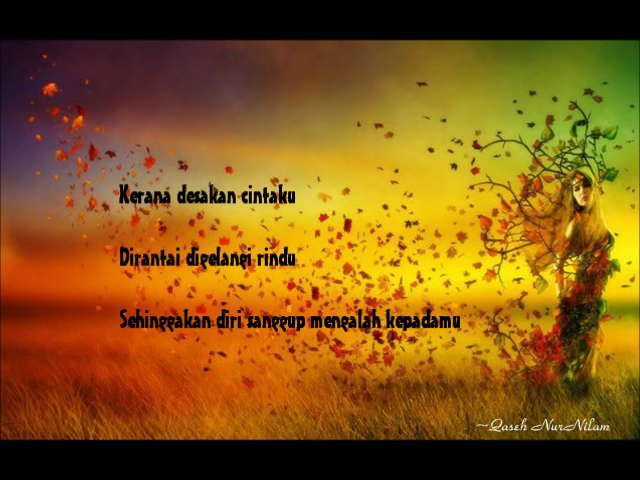 Kerana desakan cintaku
Dirantai digelangi rindu
Sehinggakan diri sanggup mengalah kepadamu
~Qaseh NurNilam